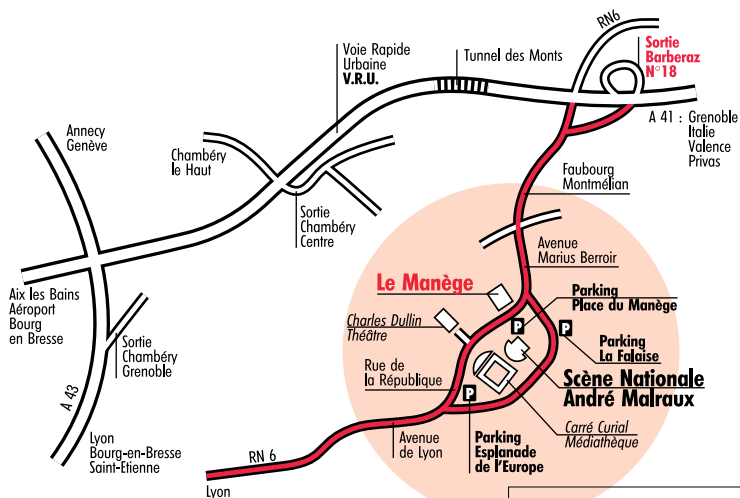 RN6
Sortie
Barberaz
N°18
Voie Rapide
Urbaine
V.R.U.
Tunnel des Monts
A 41 : Grenoble
Italie
Valence
Privas
Annecy
Genève
Chambéry
le Haut
Faubourg
Montmélian
Sortie
Chambéry
Centre
Avenue
Marius Berroir
Le Manège
Parking
Place du Manège
Aix les Bains
Aéroport
Bourg
en Bresse
Charles Dullin
Théâtre
P
P
Parking
La Falaise
Sortie
Chambéry
Grenoble
Rue de
la République
Scène Nationale
André Malraux
P
A 43
Carré Curial
Médiathèque
Lyon
Bourg-en-Bresse
Saint-Etienne
Avenue
de Lyon
Parking
Esplanade
de l'Europe
RN 6
Lyon